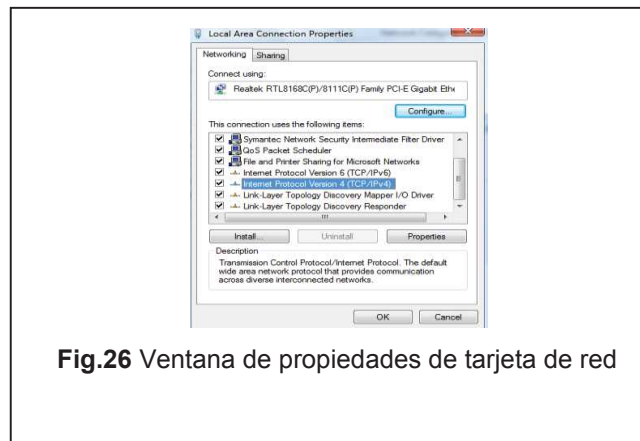 Local Area Connection Properties
Networking Sharing
Connect using:
Realtek RTL8168C(P)/8111C(P) Family PCI-E Gigabit Ethe
Configure...
This connection uses the following items:
Symantec Network Security Intermediate Filter Driver
QoS Packet Scheduler
File and Printer Sharing for Microsoft Networks
Internet Protocol Version 6 (TCP/IPv6)
Internet Protocol Version 4 (TCP/IPv4)
Link-Layer Topology Discovery Mapper I/O Driver
Link-Layer Topology Discovery Responder
Install... Uninstall Properties
Description
Transmission Control Protocol/Internet Protocol. The default
wide area network protocol that provides communication
across diverse interconnected networks.
OK Cancel
Fig.26 Ventana de propiedades de tarjeta de red